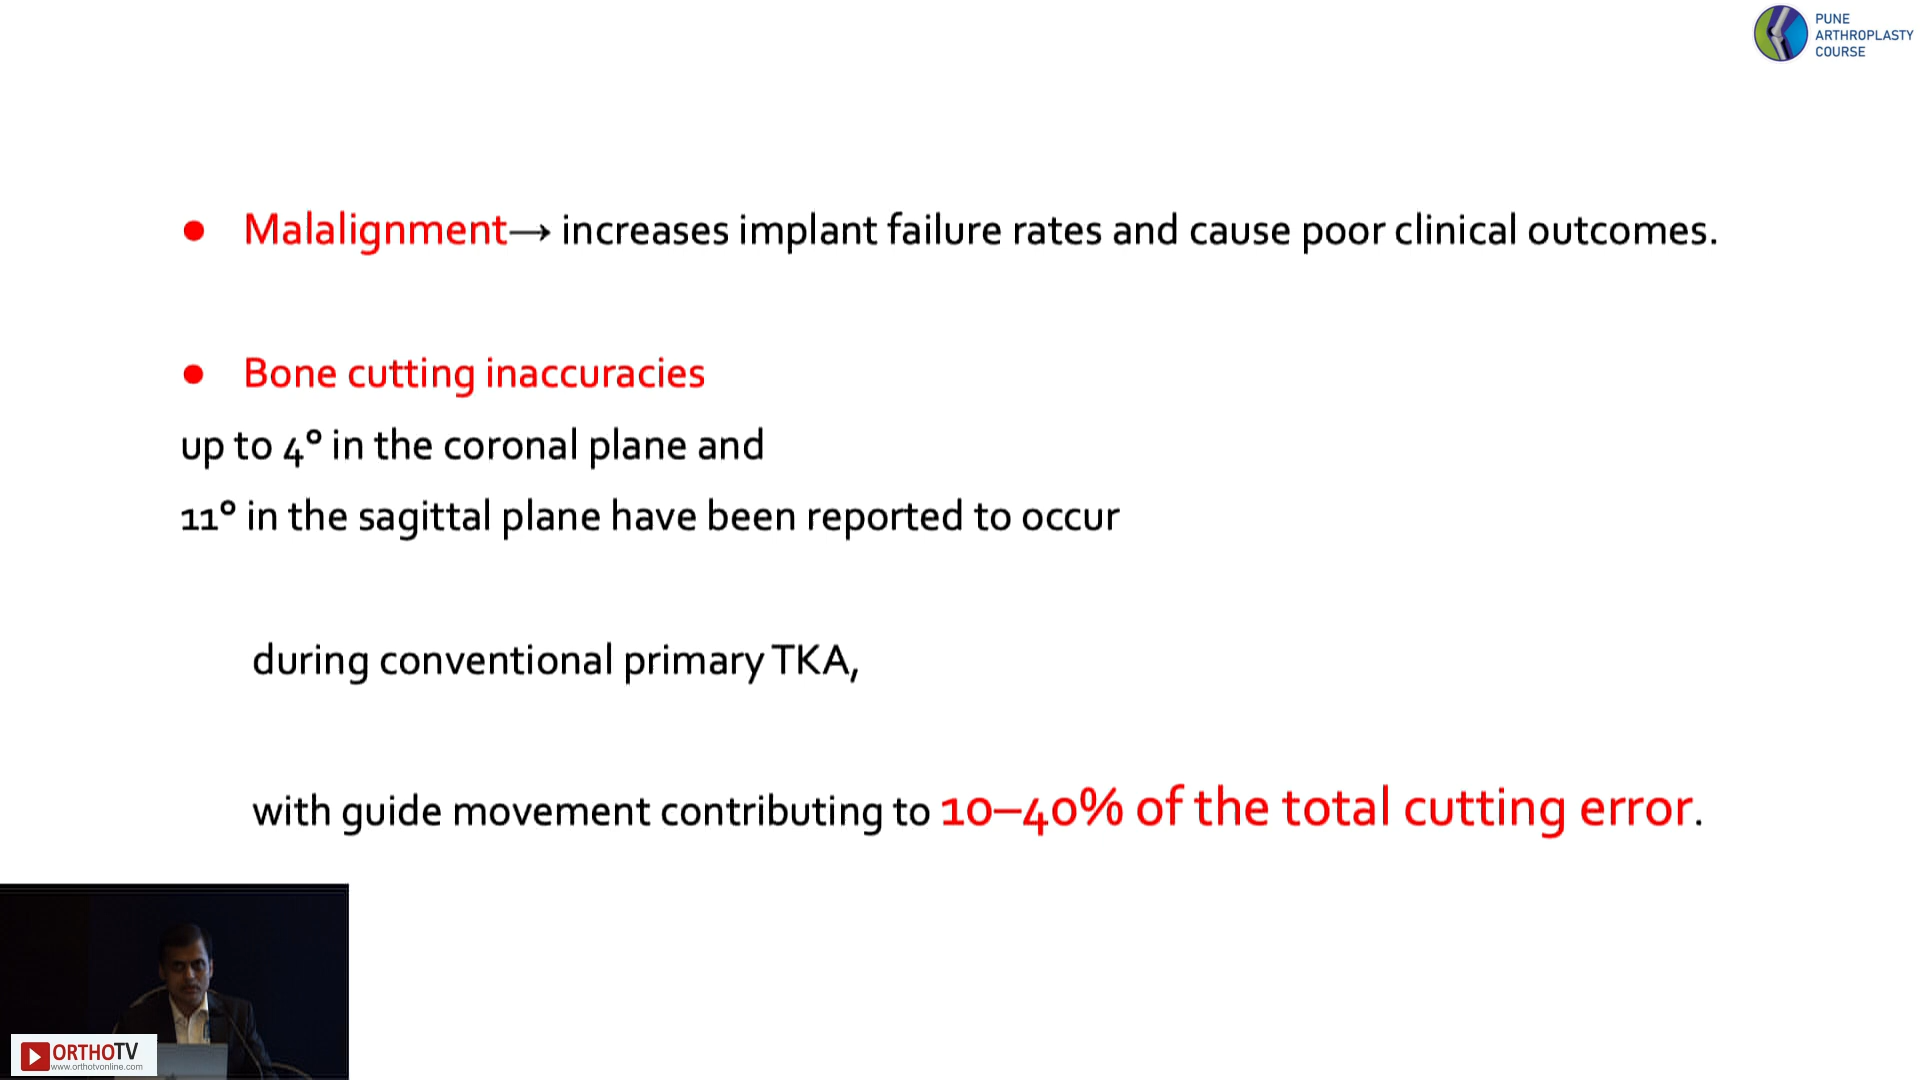 PUNE
ARTHROPLASTY
COURSE
● Malalignment→ increases implant failure rates and cause poor clinical outcomes.
● Bone cutting inaccuracies
up to 4° in the coronal plane and
11° in the sagittal plane have been reported to occur
during conventional primary TKA,
with guide movement contributing to 10–40% of the total cutting error.
ORTHOTV
www.orthotvonline.com